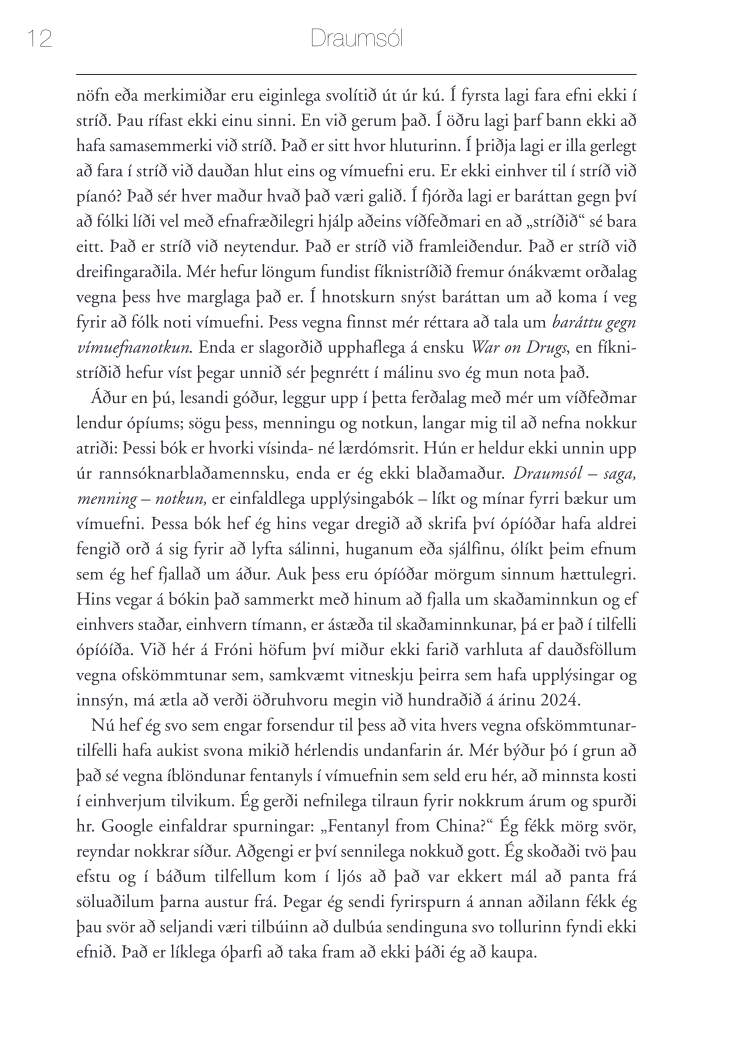 12
Draumsól
nöfn eða merkimiðar eru eiginlega svolítið út úr kú. Í fyrsta lagi fara efni ekki í
stríð. Þau rífast ekki einu sinni. En við gerum það. Í öðru lagi þarf bann ekki að
hafa samasemmerki við stríð. Það er sitt hvor hluturinn. Í þriðja lagi er illa gerlegt
að fara í stríð við dauðan hlut eins og vímuefni eru. Er ekki einhver til í stríð við
píanó? Það sér hver maður hvað það væri galið. Í fjórða lagi er baráttan gegn því
að fólki líði vel með efnafræðilegri hjálp aðeins víðfeðmari en að „stríðið“ sé bara
eitt. Það er stríð við neytendur. Það er stríð við framleiðendur. Það er stríð við
dreifingaraðila. Mér hefur löngum fundist fíknistríðið fremur ónákvæmt orðalag
vegna þess hve marglaga það er. Í hnotskurn snýst baráttan um að koma í veg
fyrir að fólk noti vímuefni. Þess vegna finnst mér réttara að tala um baráttu gegn
vímuefnanotkun. Enda er slagorðið upphaflega á ensku War on Drugs, en fíkni-
stríðið hefur víst þegar unnið sér þegnrétt í málinu svo ég mun nota það.
Áður en þú, lesandi góður, leggur upp í þetta ferðalag með mér um víðfeðmar
lendur ópíums; sögu þess, menningu og notkun, langar mig til að nefna nokkur
atriði: Þessi bók er hvorki vísinda- né lærdómsrit. Hún er heldur ekki unnin upp
úr rannsóknarblaðamennsku, enda er ég ekki blaðamaður. Draumsól – saga,
menning – notkun, er einfaldlega upplýsingabók – líkt og mínar fyrri bækur um
vímuefni. Þessa bók hef ég hins vegar dregið að skrifa því ópíóðar hafa aldrei
fengið orð á sig fyrir að lyfta sálinni, huganum eða sjálfinu, ólíkt þeim efnum
sem ég hef fjallað um áður. Auk þess eru ópíóðar mörgum sinnum hættulegri.
Hins vegar á bókin það sammerkt með hinum að fjalla um skaðaminnkun og ef
einhvers staðar, einhvern tímann, er ástæða til skaðaminnkunar, þá er það í tilfelli
ópíóíða. Við hér á Fróni höfum því miður ekki farið varhluta af dauðsföllum
vegna ofskömmtunar sem, samkvæmt vitneskju þeirra sem hafa upplýsingar og
innsýn, má ætla að verði öðruhvoru megin við hundraðið á árinu 2024.
Nú hef ég svo sem engar forsendur til þess að vita hvers vegna ofskömmtunar-
tilfelli hafa aukist svona mikið hérlendis undanfarin ár. Mér býður þó í grun að
það sé vegna íblöndunar fentanyls í vímuefnin sem seld eru hér, að minnsta kosti
í einhverjum tilvikum. Ég gerði nefnilega tilraun fyrir nokkrum árum og spurði
hr. Google einfaldrar spurningar: „Fentanyl from China?“ Ég fékk mörg svör,
reyndar nokkrar síður. Aðgengi er því sennilega nokkuð gott. Ég skoðaði tvö þau
efstu og í báðum tilfellum kom í ljós að það var ekkert mál að panta frá
söluaðilum þarna austur frá. Þegar ég sendi fyrirspurn á annan aðilann fékk ég
þau svör að seljandi væri tilbúinn að dulbúa sendinguna svo tollurinn fyndi ekki
efnið. Það er líklega óþarfi að taka fram að ekki þáði ég að kaupa.